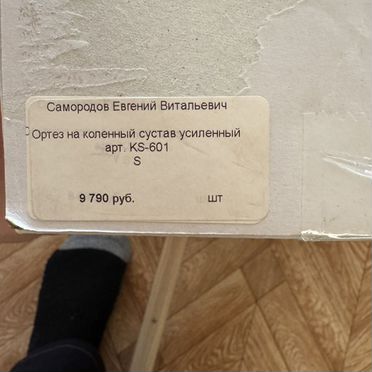 Самородов Евгений Витальевич
Ортез на коленный сустав усиленный
арт. KS-601
S
9 790 руб. шт